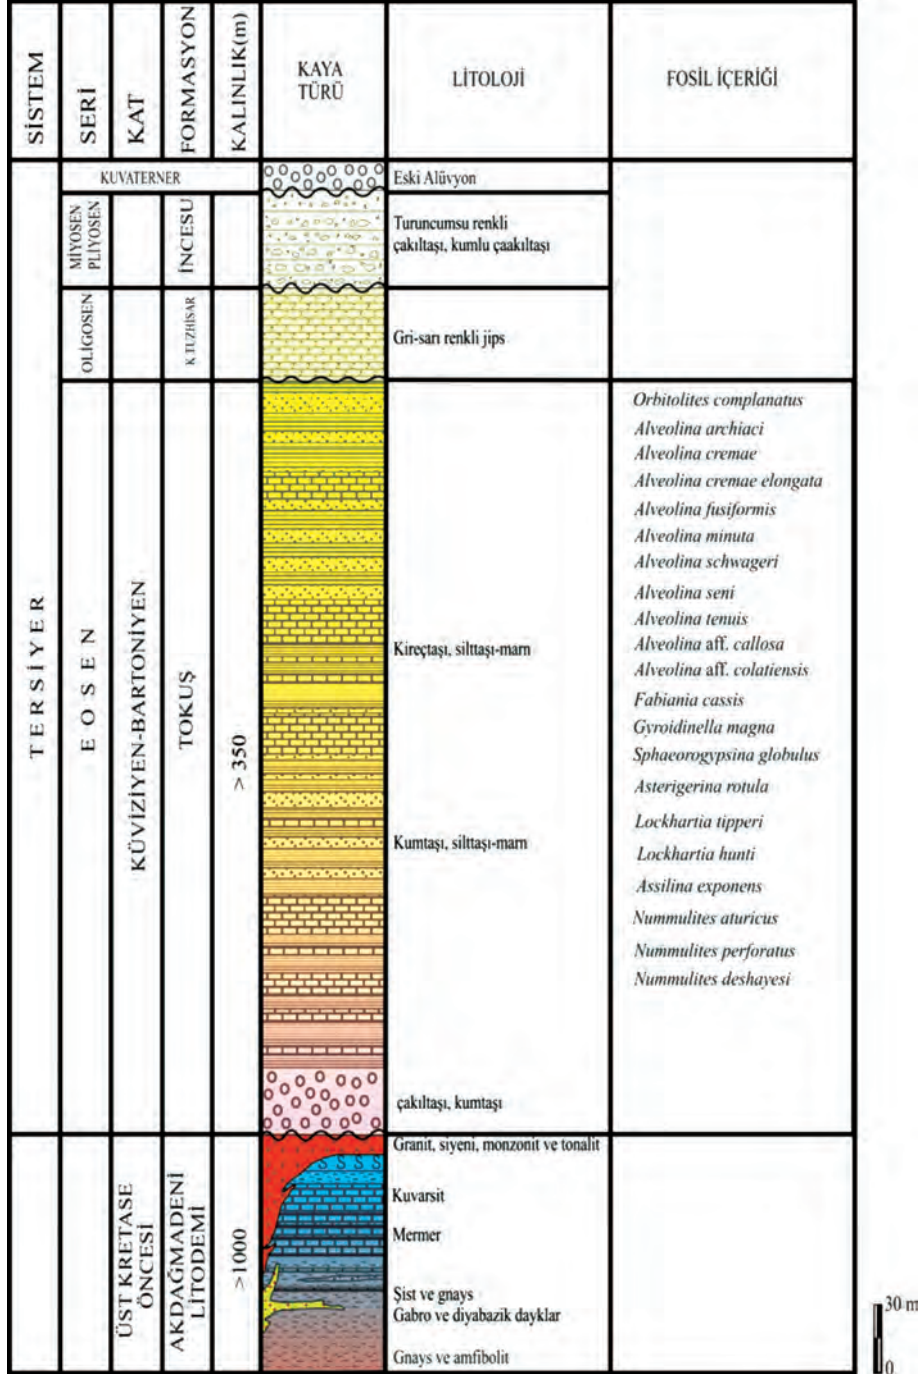 SİSTEM
SERİ
KAT
FORMASYON
KALINLIK(m)
KAYA
TÜRÜ
LİTOLOJİ
FOSİL İÇERİĞİ
TERSİYER
KUVATERNER
Eski Alüvyon
MİYOSEN
PLİYOSEN
İNCESU
Turuncumsu renkli
çakıltaşı, kumlu çaakıltaşı
OLİGOSEN
K.TUZHİSAR
Gri-sarı renkli jips
EOSEN
KÜVİZİYEN-BARTONİYEN
TOKUŞ
> 350
Kireçtaşı, silttaşı-marn
Kumtaşı, silttaşı-marn
çakıltaşı, kumtaşı
Orbitolites complanatus
Alveolina archiaci
Alveolina cremae
Alveolina cremae elongata
Alveolina fusiformis
Alveolina minuta
Alveolina schwageri
Alveolina seni
Alveolina tenuis
Alveolina aff. callosa
Alveolina aff. colatiensis
Fabiania cassis
Gyroidinella magna
Sphaerogypsina globulus
Asterigerina rotula
Lockhartia tipperi
Lockhartia hunti
Assilina exponens
Nummulites aturicus
Nummulites perforatus
Nummulites deshayesi
ÜST KRETASE
ÖNCESİ
AKDAĞMADENİ
LİTODEMİ
>1000
S S S S
Granit, siyeni, monzonit ve tonalit
Kuvarsit
Mermer
Şist ve gnays
Gabro ve diyabazik dayklar
Gnays ve amfibolit
30 m
0